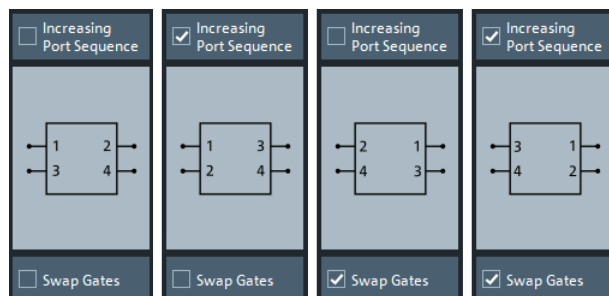 Increasing
Port Sequence
1 2
3 4
Swap Gates
Increasing
Port Sequence
1 3
2 4
Swap Gates
Increasing
Port Sequence
2 1
4 3
Swap Gates
Increasing
Port Sequence
3 1
4 2
Swap Gates